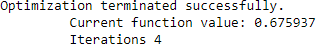 Optimization terminated successfully.
Current function value: 0.675937
Iterations 4